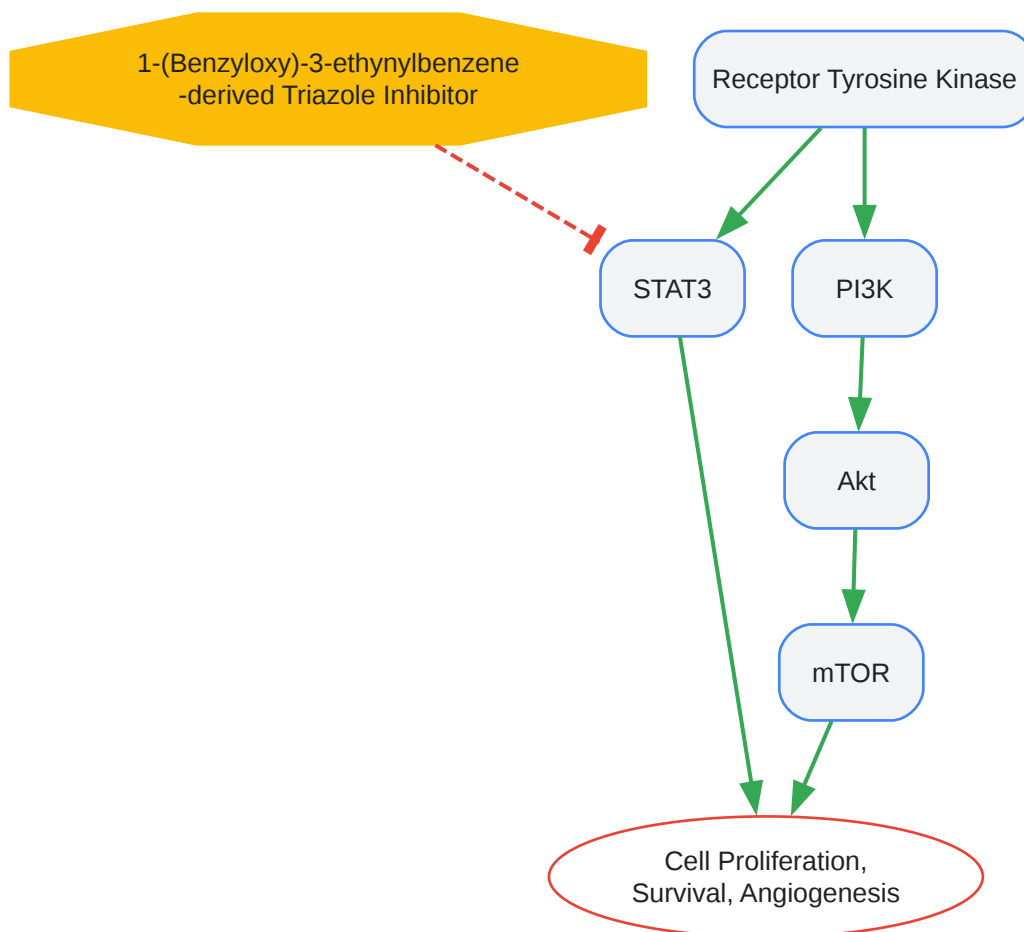 1-(Benzyloxy)-3-ethynylbenzene
-derived Triazole Inhibitor
Receptor Tyrosine Kinase
STAT3
PI3K
Akt
mTOR
Cell Proliferation,
Survival, Angiogenesis